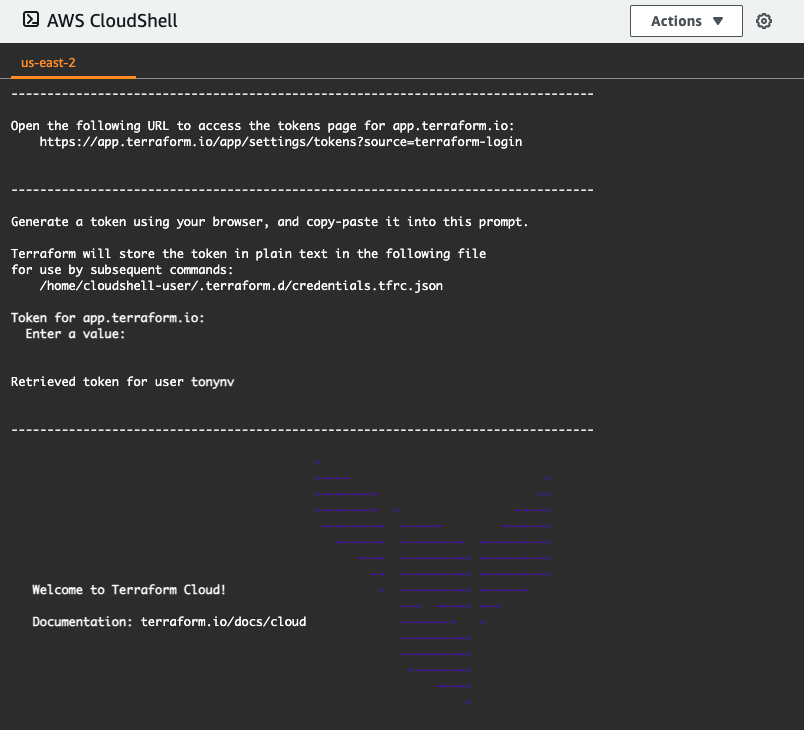 AWS CloudShell
Actions
us-east-2
---------------------------------------------------------------------------------
Open the following URL to access the tokens page for app.terraform.io:
https://app.terraform.io/app/settings/tokens?source=terraform-login
---------------------------------------------------------------------------------
Generate a token using your browser, and copy-paste it into this prompt.
Terraform will store the token in plain text in the following file
for use by subsequent commands:
/home/cloudshell-user/.terraform.d/credentials.tfrc.json
Token for app.terraform.io:
Enter a value:
Retrieved token for user tonynv
---------------------------------------------------------------------------------
Welcome to Terraform Cloud!
Documentation: terraform.io/docs/cloud